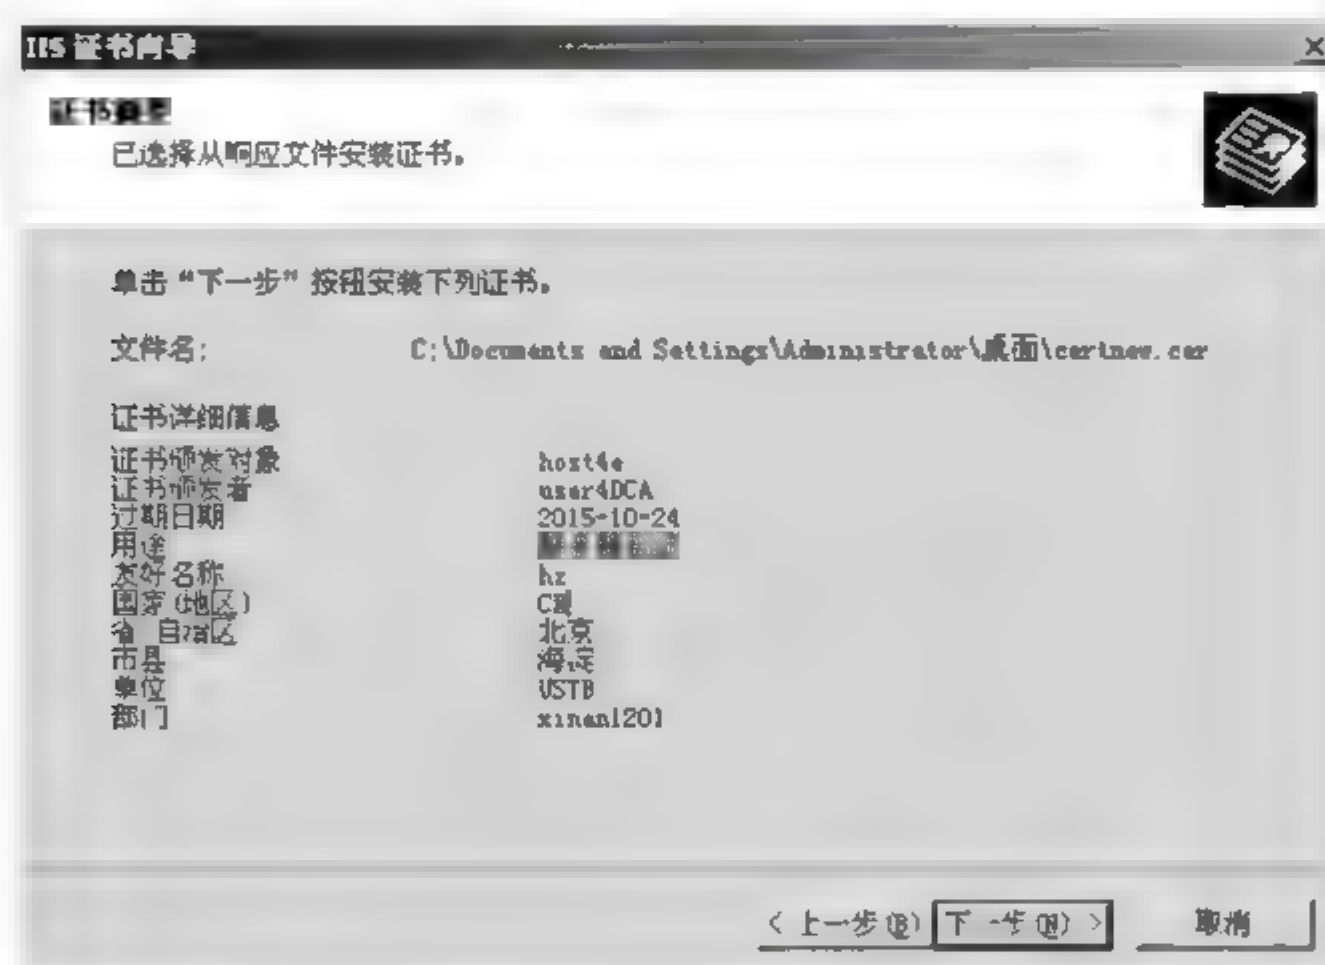 IIS 证书向导
证书摘要
已选择从响应文件安装证书。
单击“下一步”按钮安装下列证书。
文件名: C:\Documents and Settings\Administrator\桌面\certnew.cer
证书详细信息
证书颁发对象 host4e
证书颁发者 user4DCA
过期日期 2015-10-24
用途
友好名称 hz
国家(地区)
省 自治区 北京
市县 海淀
单位 USTB
部门 xinan1201
< 上一步(B) 下一步(N) > 取消